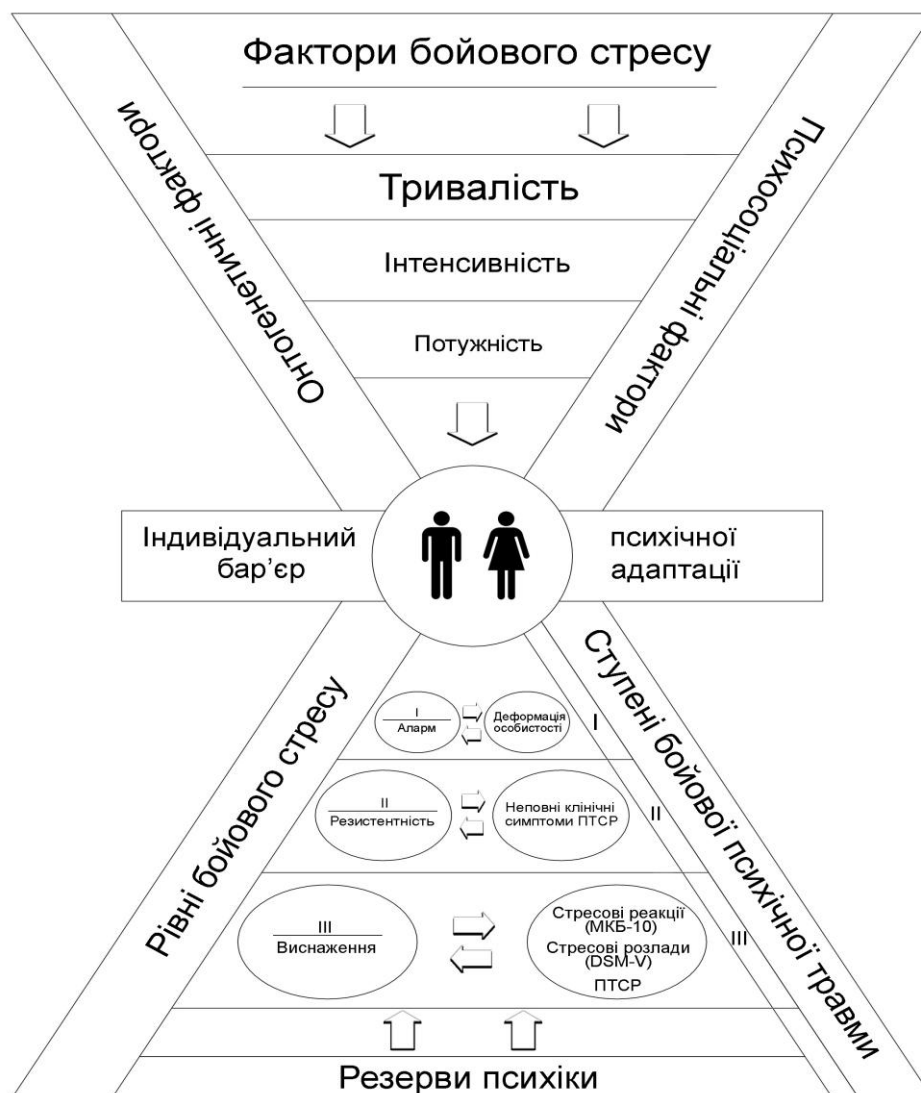 Фактори бойового стресу
Онтогенетичні фактори
Психосоціальні фактори
Тривалість
Інтенсивність
Потужність
Індивідуальний
бар’єр
психічної
адаптації
Рівні бойового стресу
Ступені бойової психічної травми
I
Аларм
Деформація
особистості
I
II
Резистентність
Неповні клінічні
симптоми ПТСР
II
III
Виснаження
Стресові реакції
(МКБ-10)
Стресові розлади
(DSM-V)
ПТСР
III
Резерви психіки